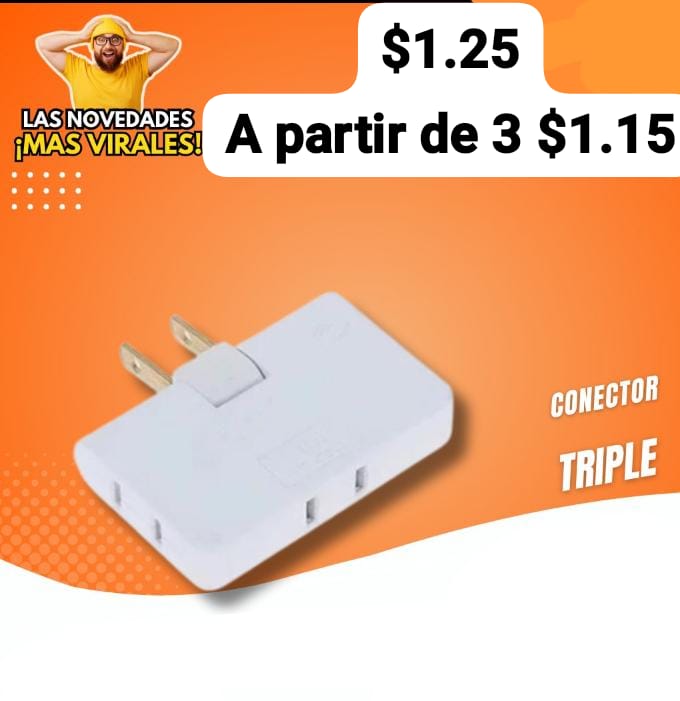 $1.25
LAS NOVEDADES
¡MAS VIRALES!
A partir de 3 $1.15
CONECTOR
TRIPLE